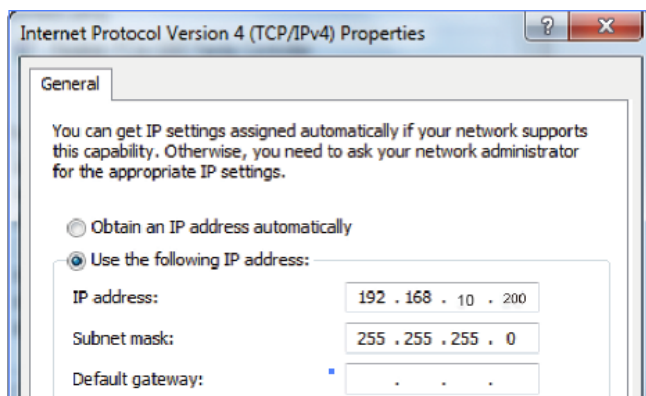 Internet Protocol Version 4 (TCP/IPv4) Properties
General
You can get IP settings assigned automatically if your network supports
this capability. Otherwise, you need to ask your network administrator
for the appropriate IP settings.
Obtain an IP address automatically
Use the following IP address:
IP address: 192 . 168 . 10 . 200
Subnet mask: 255 . 255 . 255 . 0
Default gateway: . . .